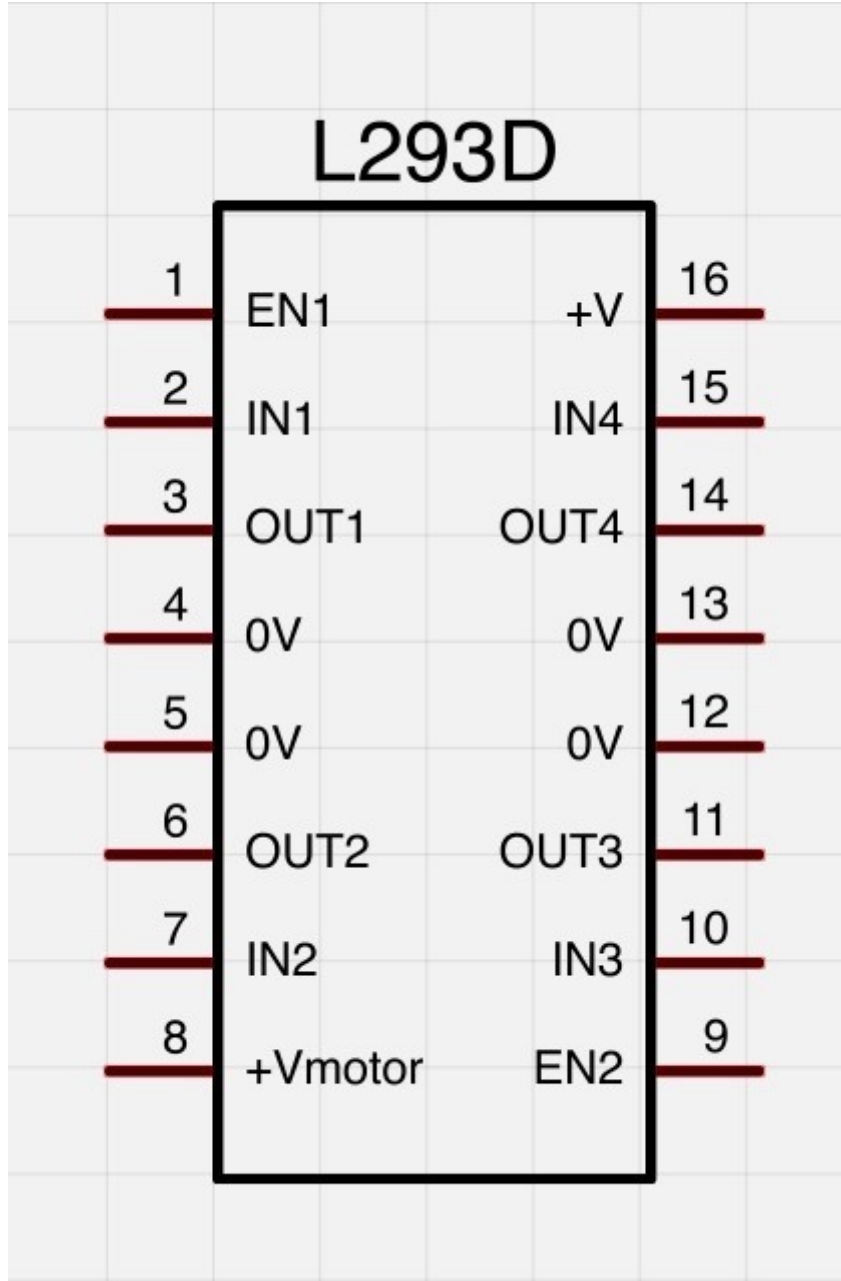 L293D
1 EN1 +V 16
2 IN1 IN4 15
3 OUT1 OUT4 14
4 0V 0V 13
5 0V 0V 12
6 OUT2 OUT3 11
7 IN2 IN3 10
8 +Vmotor EN2 9